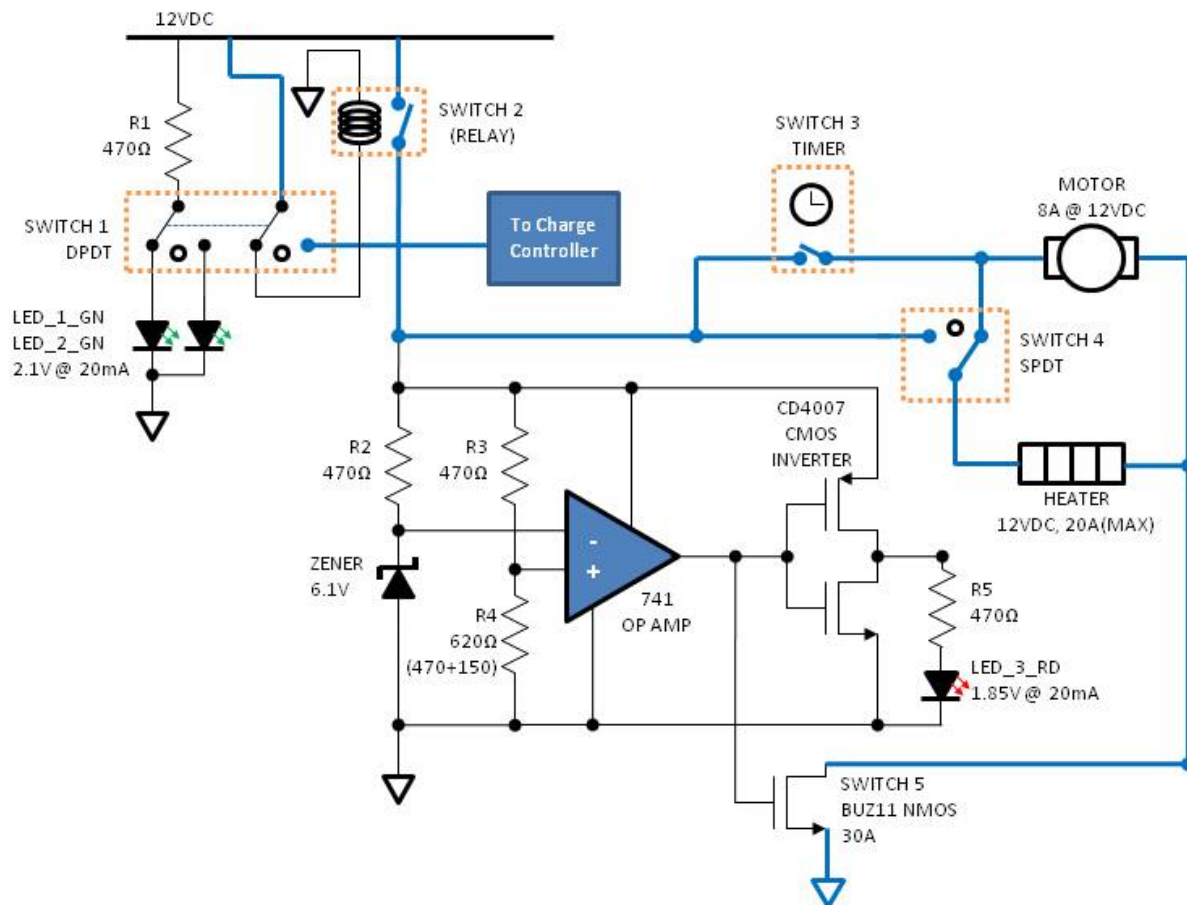 12VDC
R1
470Ω
SWITCH 2
(RELAY)
SWITCH 3
TIMER
MOTOR
8A @ 12VDC
SWITCH 1
DPDT
To Charge
Controller
LED_1_GN
LED_2_GN
2.1V @ 20mA
SWITCH 4
SPDT
R2
470Ω
R3
470Ω
CD4007
CMOS
INVERTER
HEATER
12VDC, 20A(MAX)
-
+
ZENER
6.1V
741
OP AMP
R4
620Ω
(470+150)
R5
470Ω
LED_3_RD
1.85V @ 20mA
SWITCH 5
BUZ11 NMOS
30A